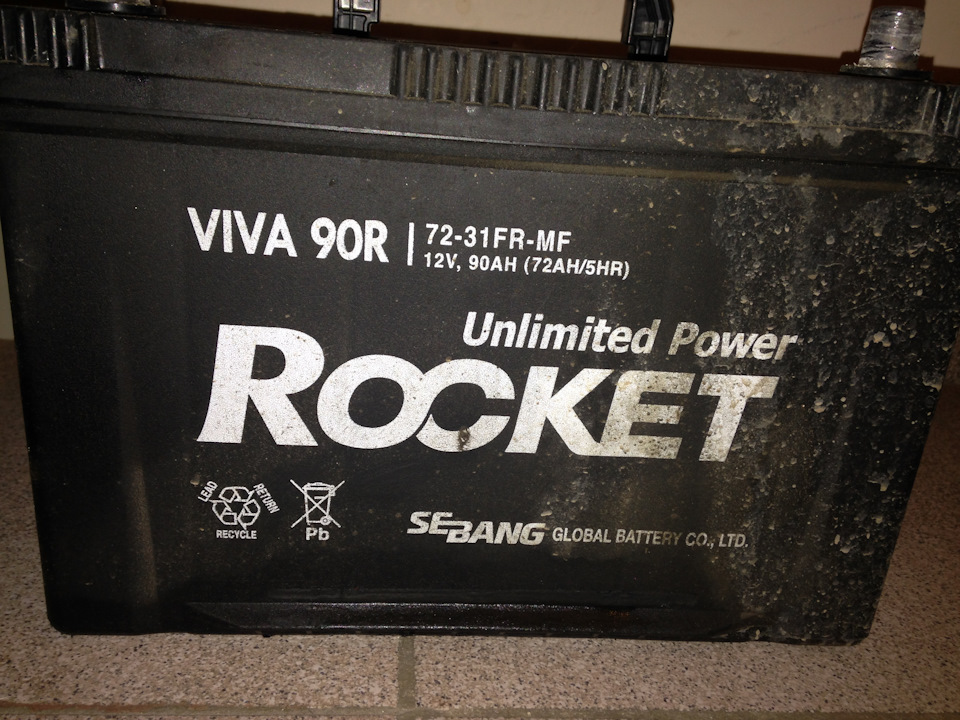 VIVA 90R | 72-31FR-MF
12V, 90AH (72AH/5HR)
Unlimited Power
ROCKET
LEAD RETURN
RECYCLE
Pb
SEBANG GLOBAL BATTERY CO., LTD.